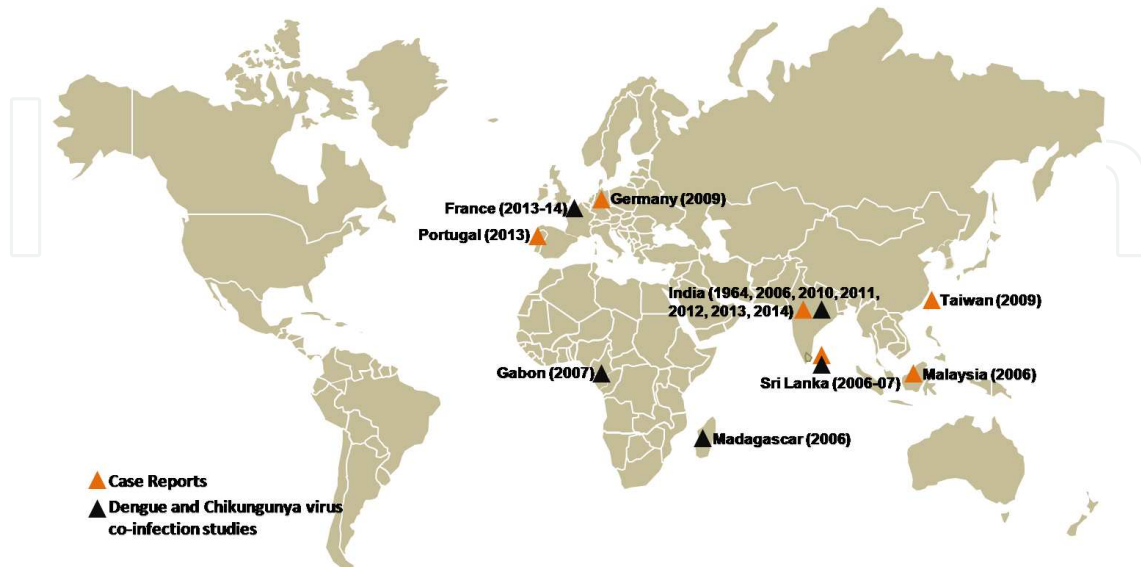 France (2013-14)
Germany (2009)
Portugal (2013)
India (1964, 2006, 2010, 2011,
2012, 2013, 2014)
Taiwan (2009)
Gabon (2007)
Sri Lanka (2006-07)
Malaysia (2006)
Madagascar (2006)
Case Reports
Dengue and Chikungunya virus
co-infection studies